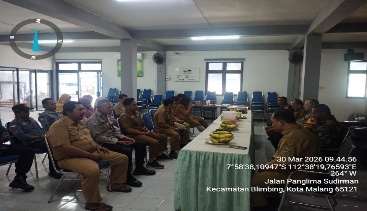 30 Mar 2026 09.44.56
7°58'38,10947"S 112°38'19,76593"E
264° W
Jalan Panglima Sudirman
Kecamatan Blimbing, Kota Malang 65121